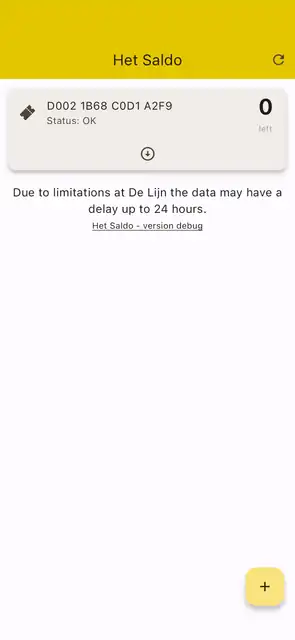 Het Saldo
D002 1B68 C0D1 A2F9
0
Status: OK
left
Due to limitations at De Lijn the data may have a
delay up to 24 hours.
Het Saldo - version debug
+